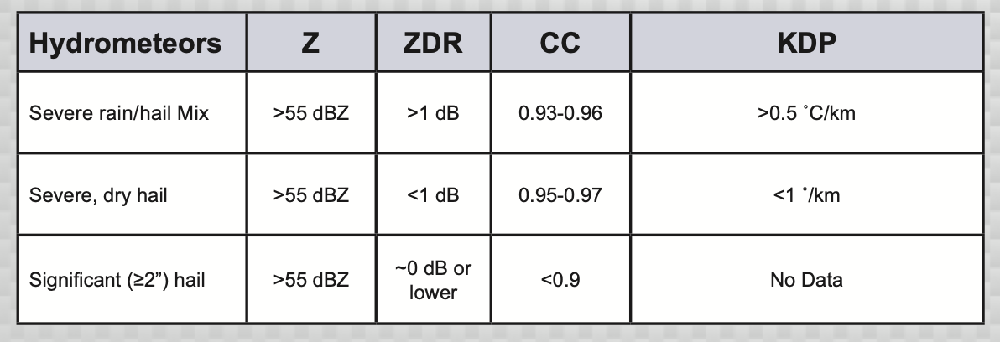 Hydrometeors Z ZDR CC KDP
Severe rain/hail Mix >55 dBZ >1 dB 0.93-0.96 >0.5 ˚C/km
Severe, dry hail >55 dBZ <1 dB 0.95-0.97 <1 ˚/km
Significant (≥2”) hail >55 dBZ ~0 dB or lower <0.9 No Data